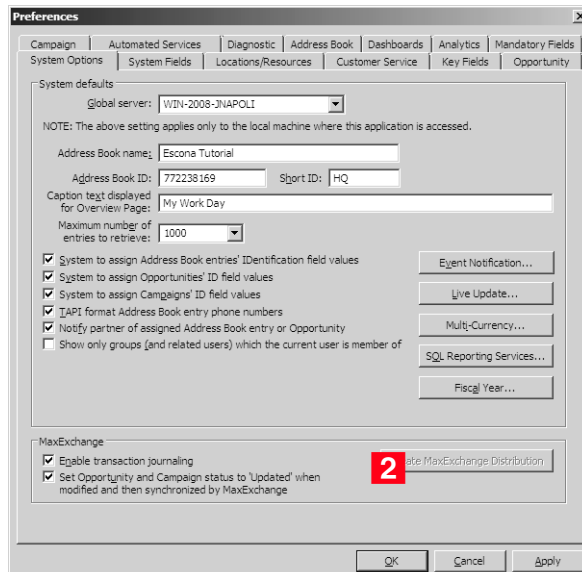 Preferences
Campaign Automated Services Diagnostic Address Book Dashboards Analytics Mandatory Fields
System Options System Fields Locations/Resources Customer Service Key Fields Opportunity
System defaults
Global server: WIN-2008-JNAPOLI
NOTE: The above setting applies only to the local machine where this application is accessed.
Address Book name: Escona Tutorial
Address Book ID: 772238169 Short ID: HQ
Caption text displayed
for Overview Page: My Work Day
Maximum number of
entries to retrieve: 1000
System to assign Address Book entries' IDentification field values
Event Notification...
System to assign Opportunities' ID field values
System to assign Campaigns' ID field values
Live Update...
TAPI format Address Book entry phone numbers
Notify partner of assigned Address Book entry or Opportunity
Multi-Currency...
Show only groups (and related users) which the current user is member of
SQL Reporting Services...
Fiscal Year...
MaxExchange
Enable transaction journaling
2 ate MaxExchange Distribution
Set Opportunity and Campaign status to 'Updated' when
modified and then synchronized by MaxExchange
OK Cancel Apply